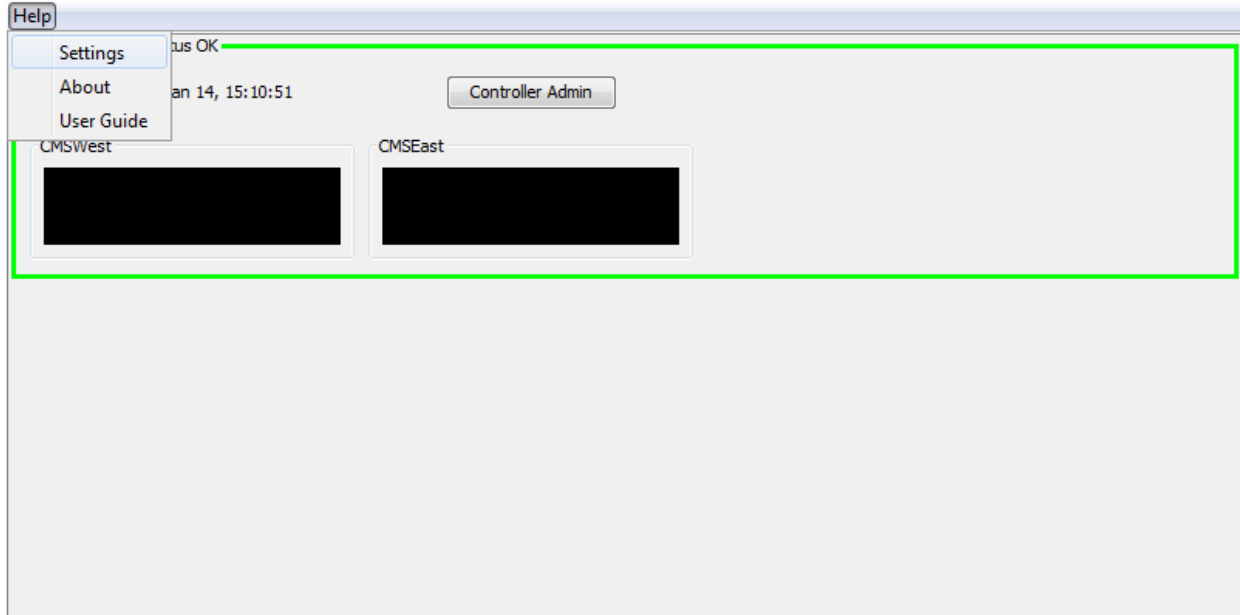 Help
Settings
About
User Guide
tus OK
an 14, 15:10:51
Controller Admin
CMSWest
CMSEast